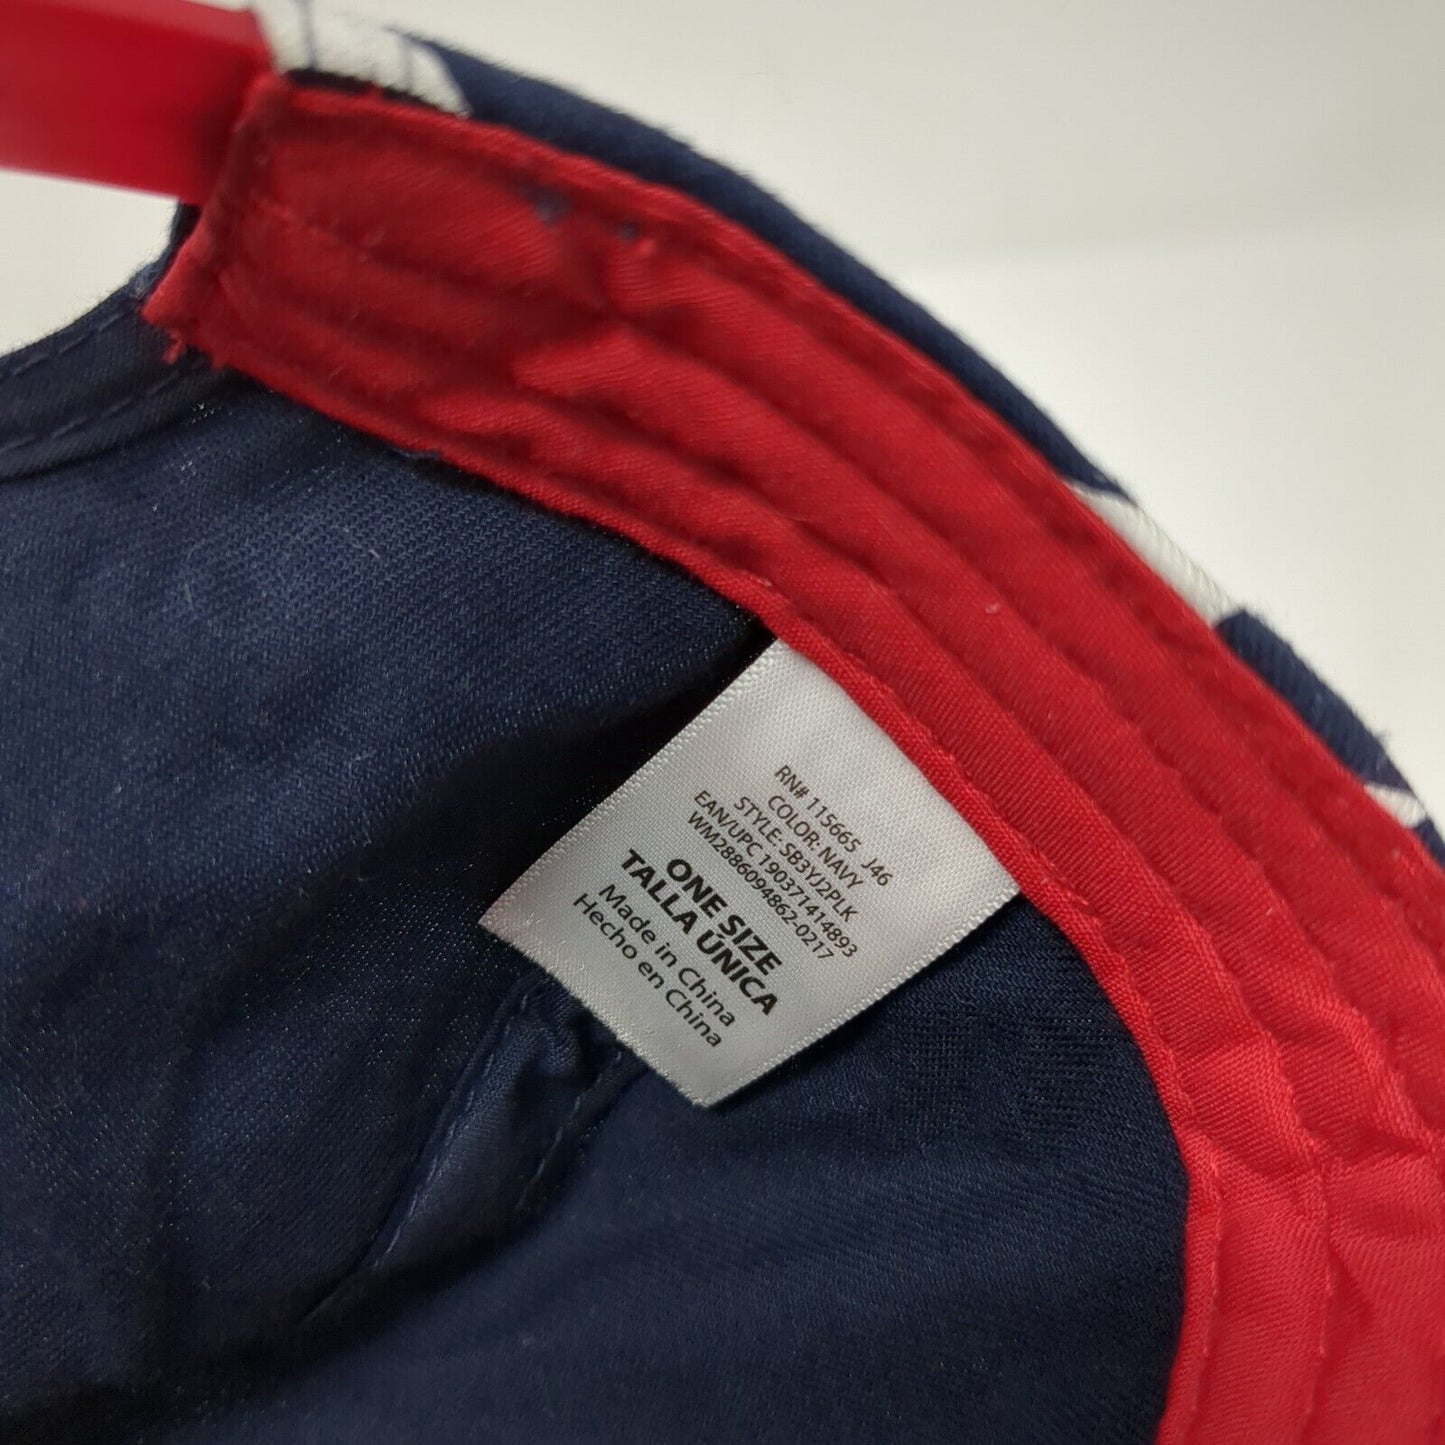 RN# 115665 J46
COLOR: NAVY
STYLE: SB3YJ2PLK
EAN/UPC 190371414893
WM2886094862-0217
ONE SIZE
TALLA ÚNICA
Made in China
Hecho en China